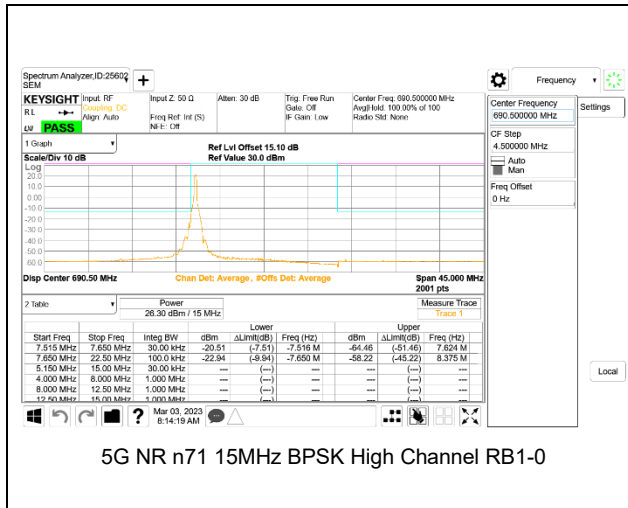 Spectrum Analyzer,ID:25602
SEM
+
Frequency
KEYSIGHT Input: RF Input Z: 50 Ω Atten: 30 dB Trig: Free Run Center Freq: 690.500000 MHz
RL Coupling: DC Gate: Off Avg|Hold: 100.00% of 100
Align: Auto Freq Ref: Int (S) IF Gain: Low Radio Std: None
PASS NFE: Off
Center Frequency
690.500000 MHz
Settings
CF Step
4.500000 MHz
Auto
Man
Freq Offset
0 Hz
1 Graph Ref Lvl Offset 15.10 dB
Scale/Div 10 dB Ref Value 30.0 dBm
Log
20.0
10.0
0.00
-10.0
-20.0
-30.0
-40.0
-50.0
-60.0
Disp Center 690.50 MHz Chan Det: Average , #Offs Det: Average Span 45.000 MHz
2001 pts
2 Table Power Measure Trace
26.30 dBm / 15 MHz Trace 1
Lower Upper
Start Freq Stop Freq Integ BW dBm ΔLimit(dB) Freq (Hz) dBm ΔLimit(dB) Freq (Hz)
7.515 MHz 7.650 MHz 30.00 kHz -20.51 (-7.51) -7.516 M -64.46 (-51.46) 7.624 M
7.650 MHz 22.50 MHz 100.0 kHz -22.94 (-9.94) -7.650 M -58.22 (-45.22) 8.375 M
5.150 MHz 15.00 MHz 30.00 kHz --- (---) --- (---)
4.000 MHz 8.000 MHz 1.000 MHz --- (---) --- (---)
8.000 MHz 12.50 MHz 1.000 MHz --- (---) --- (---)
12.50 MHz 15.00 MHz 1.000 MHz --- (---) --- (---)
Local
? Mar 03, 2023
8:14:19 AM
5G NR n71 15MHz BPSK High Channel RB1-0